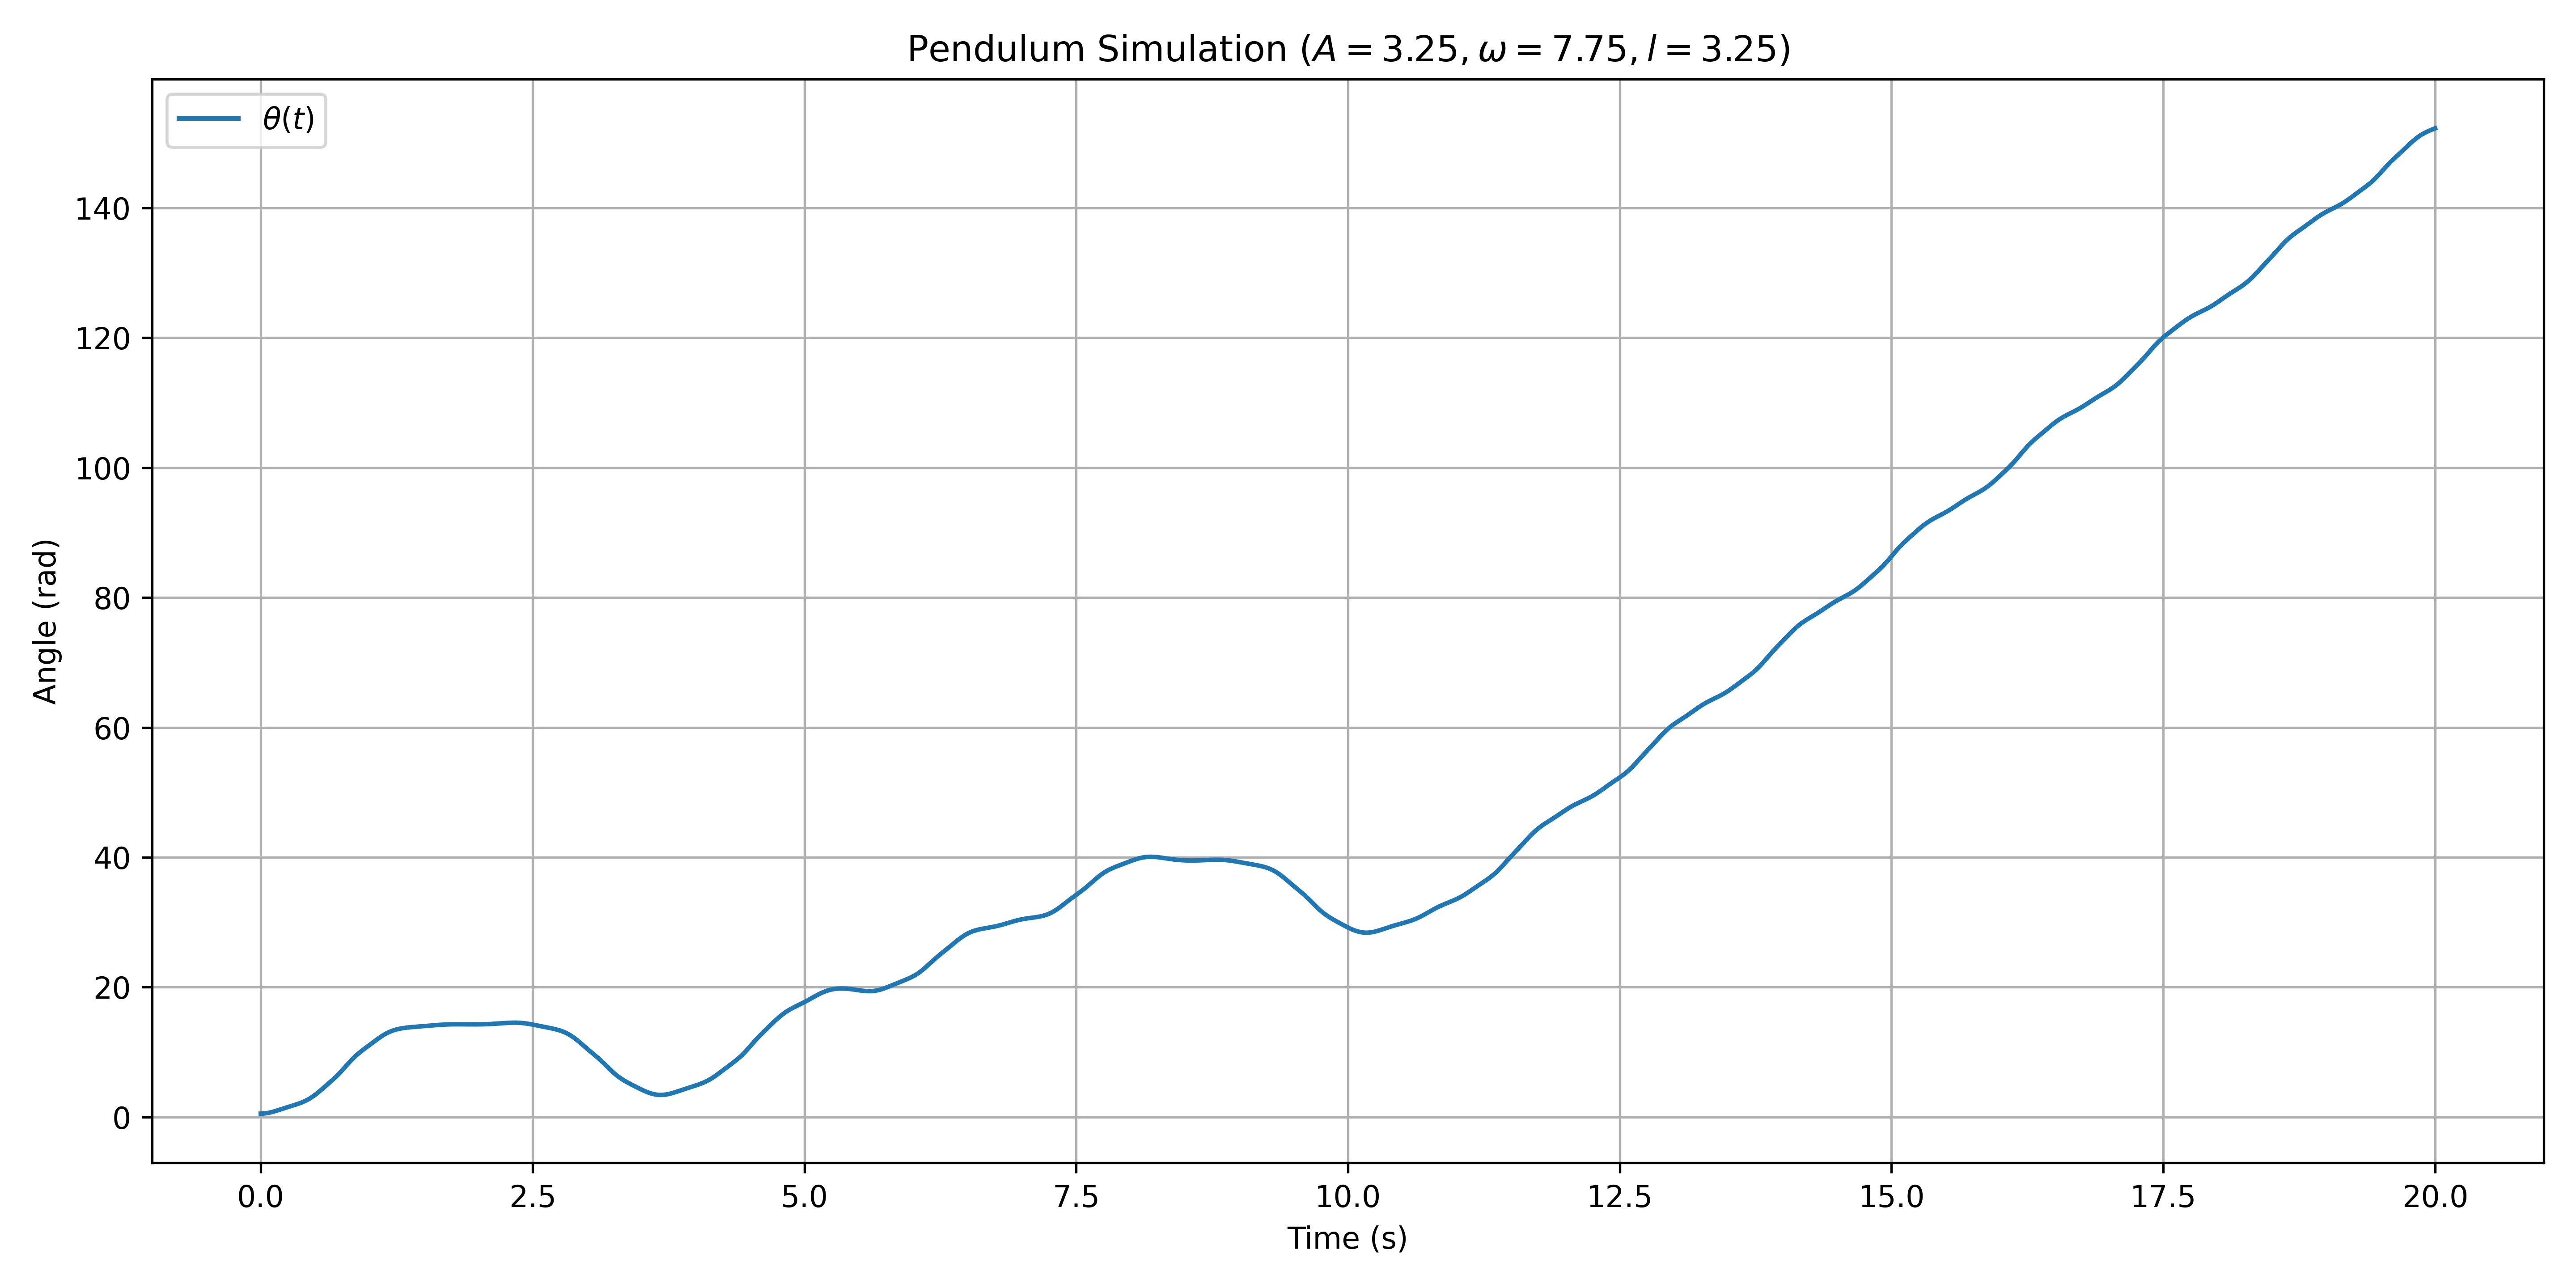 Pendulum Simulation (A = 3.25, ω = 7.75, l = 3.25)
θ(t)
Angle (rad)
140
120
100
80
60
40
20
0
0.0 2.5 5.0 7.5 10.0 12.5 15.0 17.5 20.0
Time (s)